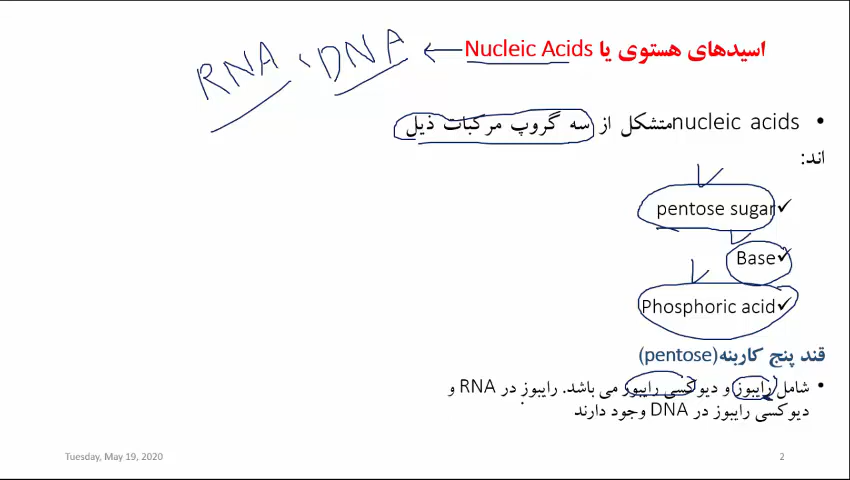 اسیدهای هستوی یا Nucleic Acids ← DNA ، RNA
• nucleic acids متشکل از سه گروپ مرکبات ذیل
اند:
✓ pentose sugar
✓ Base
✓ Phosphoric acid
قند پنج کاربنه(pentose)
• شامل رایبوز و دیوکسی رایبوز می باشد. رایبوز در RNA و
دیوکسی رایبوز در DNA وجود دارند
Tuesday, May 19, 2020
2